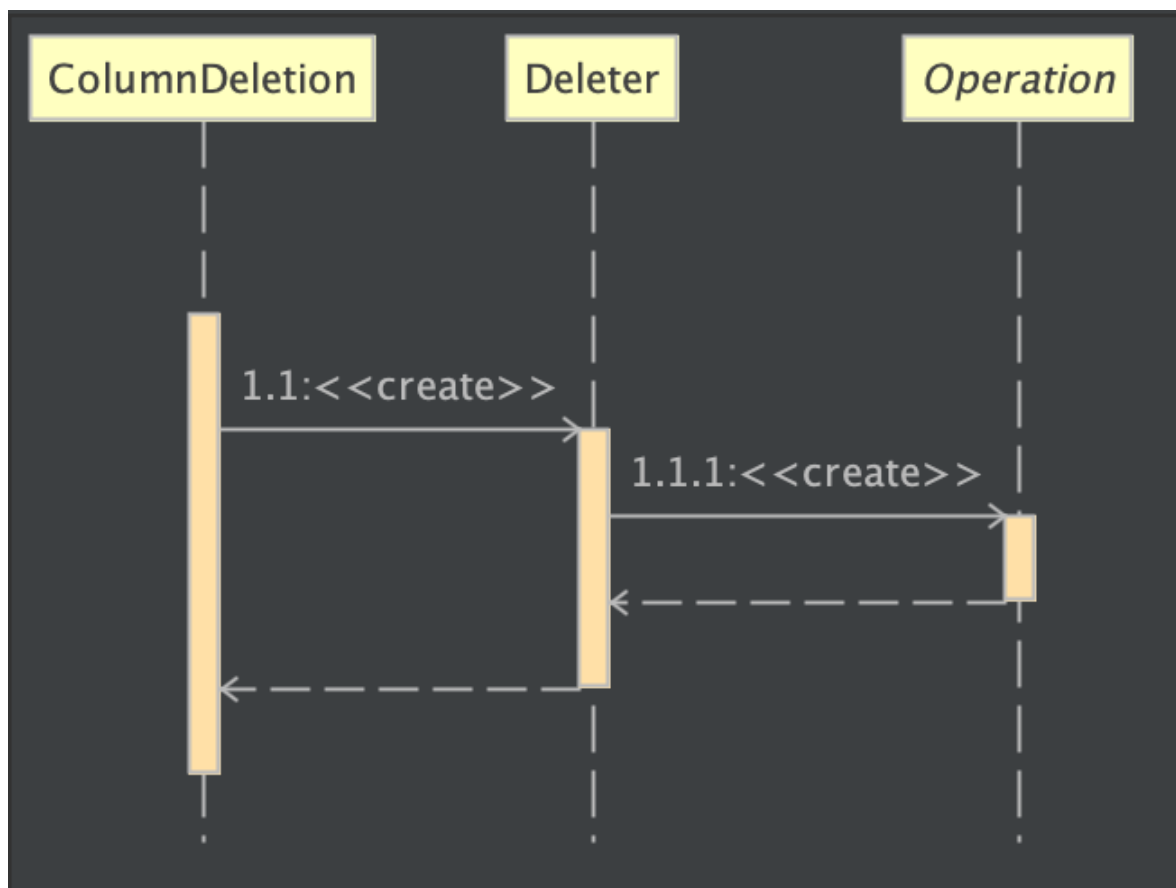 ColumnDeletion
Deleter
Operation
1.1:<<create>>
1.1.1:<<create>>